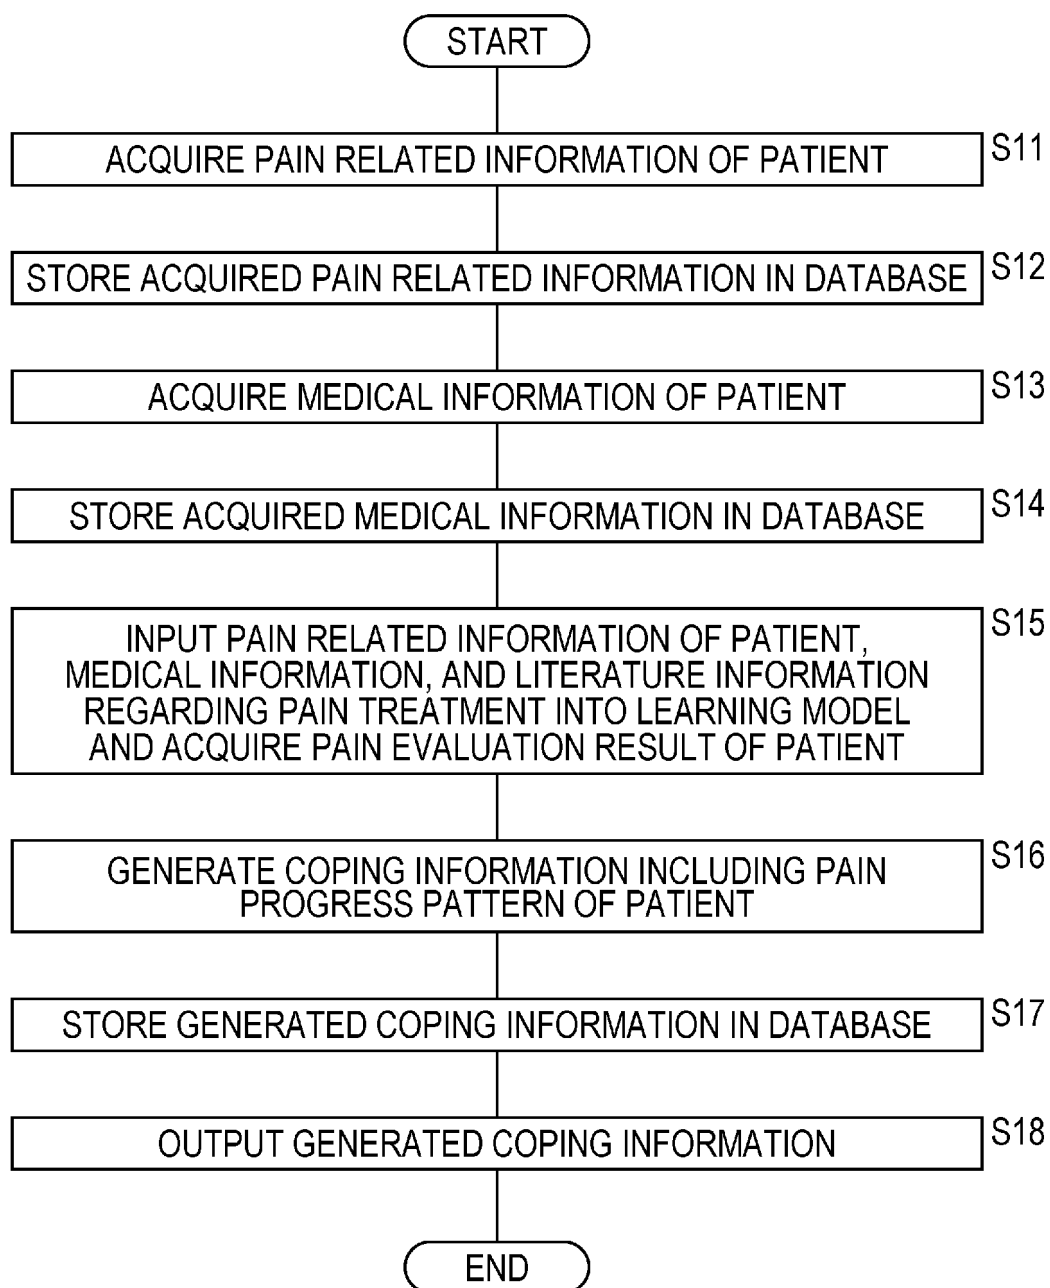 START
ACQUIRE PAIN RELATED INFORMATION OF PATIENT
S11
STORE ACQUIRED PAIN RELATED INFORMATION IN DATABASE
S12
ACQUIRE MEDICAL INFORMATION OF PATIENT
S13
STORE ACQUIRED MEDICAL INFORMATION IN DATABASE
S14
INPUT PAIN RELATED INFORMATION OF PATIENT,
MEDICAL INFORMATION, AND LITERATURE INFORMATION
REGARDING PAIN TREATMENT INTO LEARNING MODEL
AND ACQUIRE PAIN EVALUATION RESULT OF PATIENT
S15
GENERATE COPING INFORMATION INCLUDING PAIN
PROGRESS PATTERN OF PATIENT
S16
STORE GENERATED COPING INFORMATION IN DATABASE
S17
OUTPUT GENERATED COPING INFORMATION
S18
END